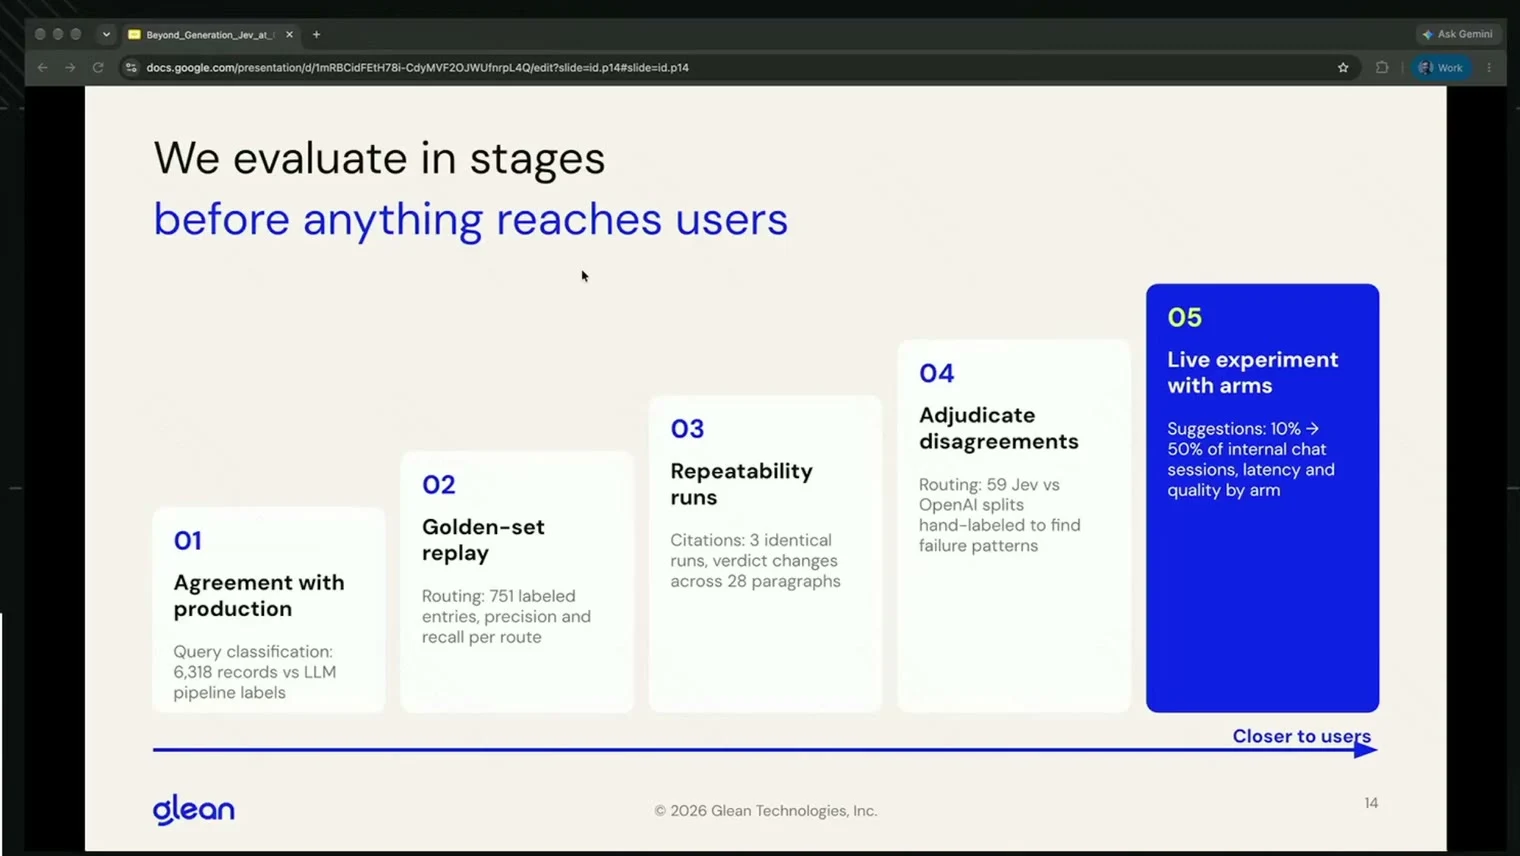 Beyond_Generation_Jev_at_
Ask Gemini
docs.google.com/presentation/d/1mRBCidFEtH78i-CdyMVF2OJWUfnrpL4Q/edit?slide=id.p14#slide=id.p14
Work
We evaluate in stages
before anything reaches users
01
Agreement with
production
Query classification:
6,318 records vs LLM
pipeline labels
02
Golden-set
replay
Routing: 751 labeled
entries, precision and
recall per route
03
Repeatability
runs
Citations: 3 identical
runs, verdict changes
across 28 paragraphs
04
Adjudicate
disagreements
Routing: 59 Jev vs
OpenAI splits
hand-labeled to find
failure patterns
05
Live experiment
with arms
Suggestions: 10% →
50% of internal chat
sessions, latency and
quality by arm
Closer to users
glean
© 2026 Glean Technologies, Inc.
14